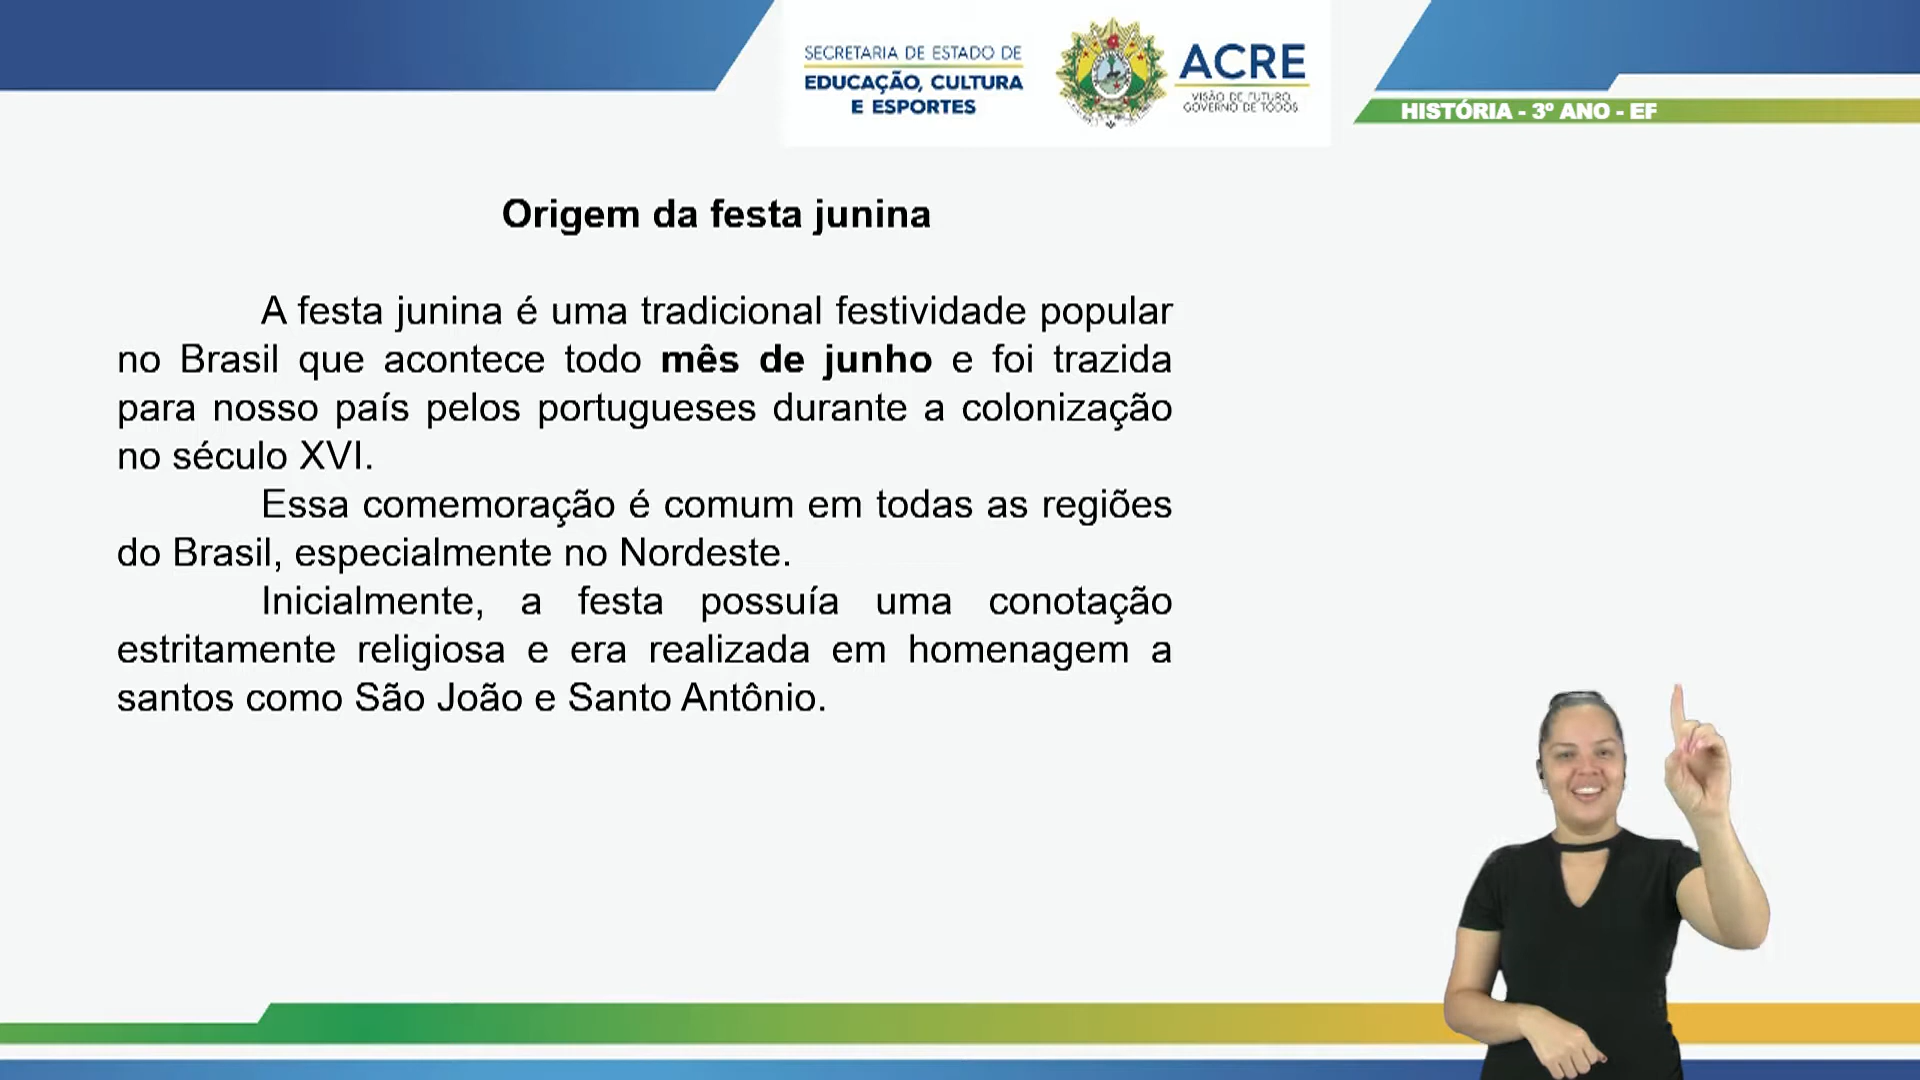 SECRETARIA DE ESTADO DE
EDUCAÇÃO, CULTURA
E ESPORTES
ACRE
VISÃO DE FUTURO,
GOVERNO DE TODOS
HISTÓRIA - 3º ANO - EF
Origem da festa junina
A festa junina é uma tradicional festividade popular
no Brasil que acontece todo mês de junho e foi trazida
para nosso país pelos portugueses durante a colonização
no século XVI.
Essa comemoração é comum em todas as regiões
do Brasil, especialmente no Nordeste.
Inicialmente, a festa possuía uma conotação
estritamente religiosa e era realizada em homenagem a
santos como São João e Santo Antônio.